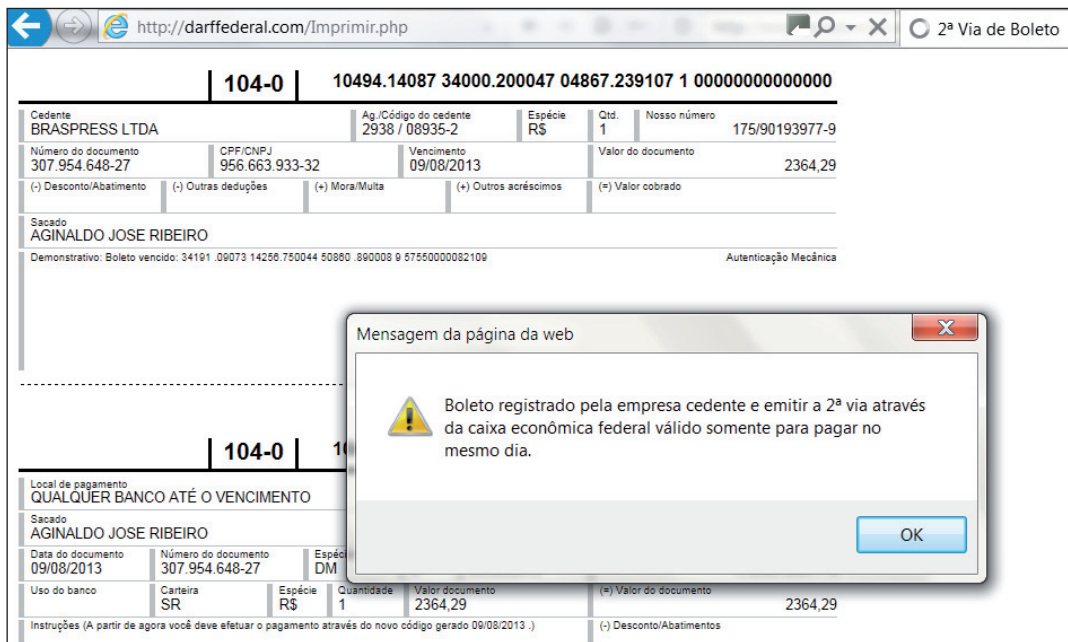 http://darffederal.com/Imprimir.php
2ª Via de Boleto
104-0 10494.14087 34000.200047 04867.239107 1 00000000000000
Cedente Ag./Código do cedente Espécie Qtd. Nosso número
BRASPRESS LTDA 2938 / 08935-2 R$ 1 175/90193977-9
Número do documento CPF/CNPJ Vencimento Valor do documento
307.954.648-27 956.663.933-32 09/08/2013 2364,29
(-) Desconto/Abatimento (-) Outras deduções (+) Mora/Multa (+) Outros acréscimos (=) Valor cobrado
Sacado
AGINALDO JOSE RIBEIRO
Demonstrativo: Boleto vencido: 34191 .09073 14256.750044 50860 .890008 9 57550000082109 Autenticação Mecânica
Mensagem da página da web
Boleto registrado pela empresa cedente e emitir a 2ª via através
da caixa econômica federal válido somente para pagar no
mesmo dia.
OK
104-0 10
Local de pagamento
QUALQUER BANCO ATÉ O VENCIMENTO
Sacado
AGINALDO JOSE RIBEIRO
Data do documento Número do documento Espéci
09/08/2013 307.954.648-27 DM
Uso do banco Carteira Espécie Quantidade Valor documento (=) Valor do documento
SR R$ 1 2364,29 2364,29
Instruções (A partir de agora você deve efetuar o pagamento através do novo código gerado 09/08/2013 .) (-) Desconto/Abatimentos